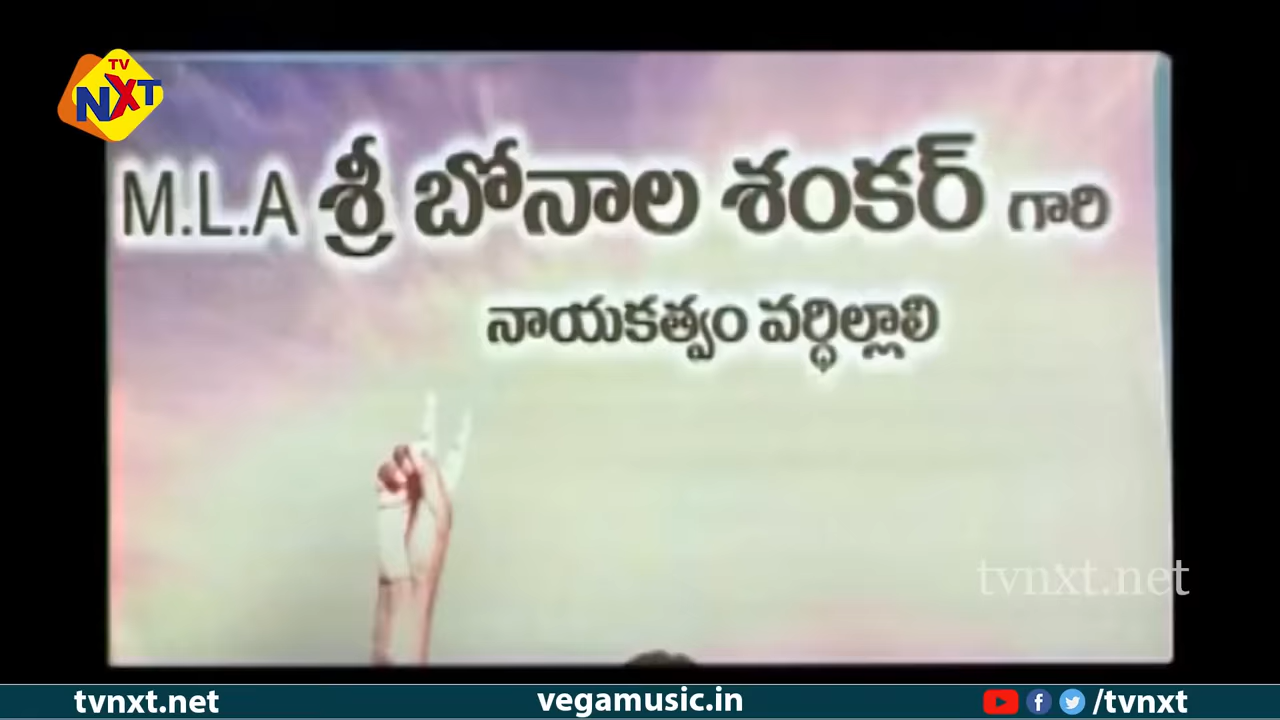 TV
NXT
M.L.A శ్రీ బోనాల శంకర్ గారి
నాయకత్వం వర్ధిల్లాలి
tvnxt.net
tvnxt.net
vegamusic.in
/tvnxt